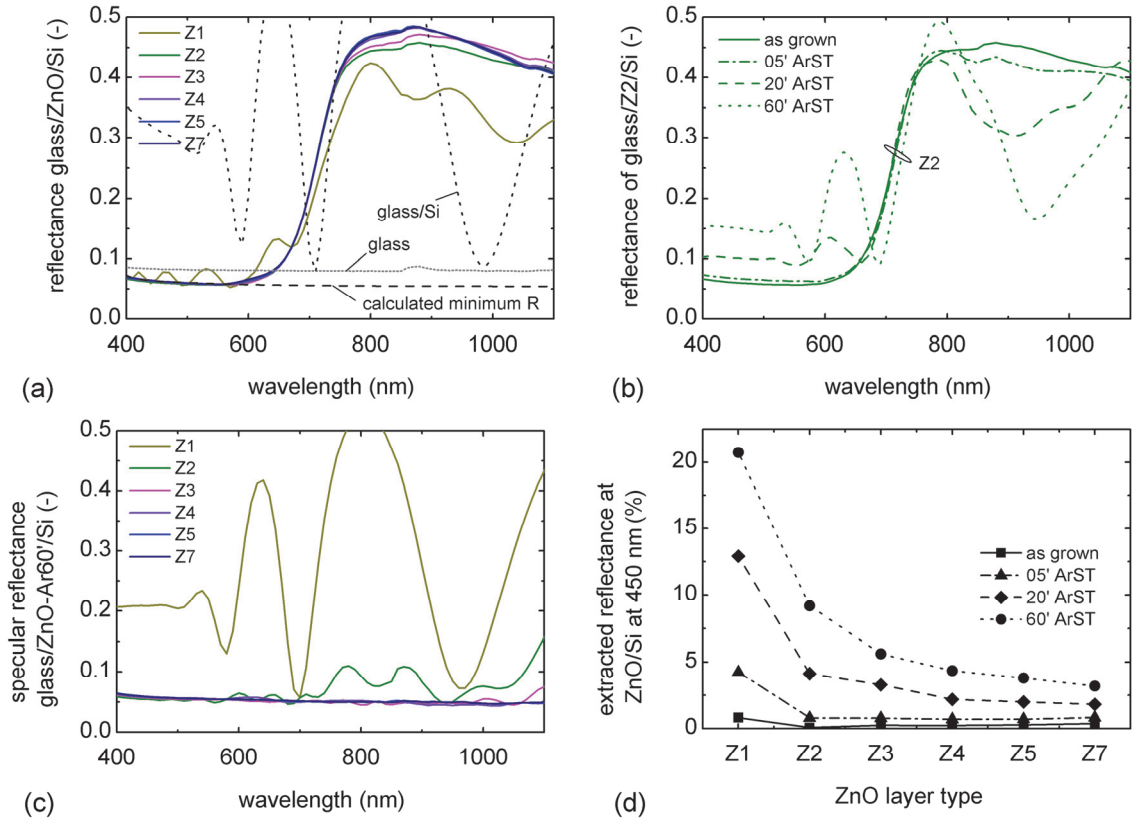 reflectance glass/ZnO/Si (-)
0.5
0.4
0.3
0.2
0.1
0.0
Z1
Z2
Z3
Z4
Z5
Z7
glass/Si
glass
calculated minimum R
400
600
800
1000
(a)
wavelength (nm)
reflectance of glass/Z2/Si (-)
0.5
0.4
0.3
0.2
0.1
0.0
as grown
05' ArST
20' ArST
60' ArST
Z2
400
600
800
1000
(b)
wavelength (nm)
specular reflectance
glass/ZnO-Ar60'/Si (-)
0.5
0.4
0.3
0.2
0.1
0.0
Z1
Z2
Z3
Z4
Z5
Z7
400
600
800
1000
(c)
wavelength (nm)
extracted reflectance at
ZnO/Si at 450 nm (%)
20
15
10
5
0
as grown
05' ArST
20' ArST
60' ArST
Z1
Z2
Z3
Z4
Z5
Z7
(d)
ZnO layer type